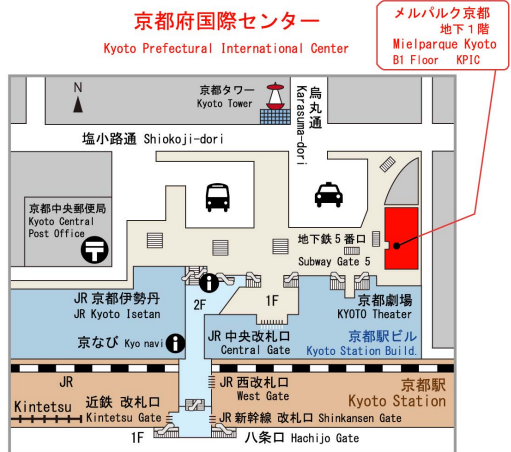 京都府国際センター
Kyoto Prefectural International Center
メルパルク京都
地下1階
Mielparque Kyoto
B1 Floor KPIC
N
京都タワー
Kyoto Tower
烏丸通
Karasuma-dori
塩小路通 Shiokoji-dori
京都中央郵便局
Kyoto Central
Post Office
地下鉄5番口
Subway Gate 5
JR 京都伊勢丹
JR Kyoto Isetan
2F
1F
京都劇場
KYOTO Theater
京なび Kyo navi
JR 中央改札口
Central Gate
京都駅ビル
Kyoto Station Build.
JR
JR 西改札口
West Gate
京都駅
Kyoto Station
Kintetsu
近鉄 改札口
Kintetsu Gate
JR 新幹線 改札口 Shinkansen Gate
1F
八条口 Hachijo Gate